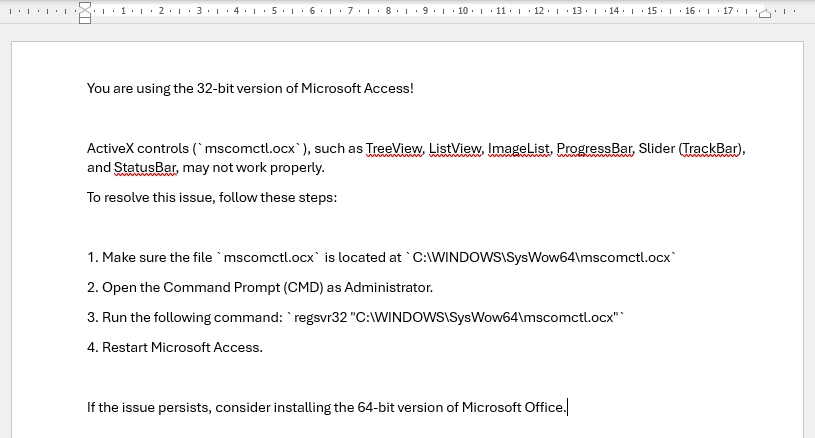 1 2 3 4 5 6 7 8 9 10 11 12 13 14 15 16 17
You are using the 32-bit version of Microsoft Access!
ActiveX controls (`mscomctl.ocx`), such as TreeView, ListView, ImageList, ProgressBar, Slider (TrackBar),
and StatusBar, may not work properly.
To resolve this issue, follow these steps:
1. Make sure the file `mscomctl.ocx` is located at `C:\WINDOWS\SysWow64\mscomctl.ocx`
2. Open the Command Prompt (CMD) as Administrator.
3. Run the following command: `regsvr32 "C:\WINDOWS\SysWow64\mscomctl.ocx"`
4. Restart Microsoft Access.
If the issue persists, consider installing the 64-bit version of Microsoft Office.